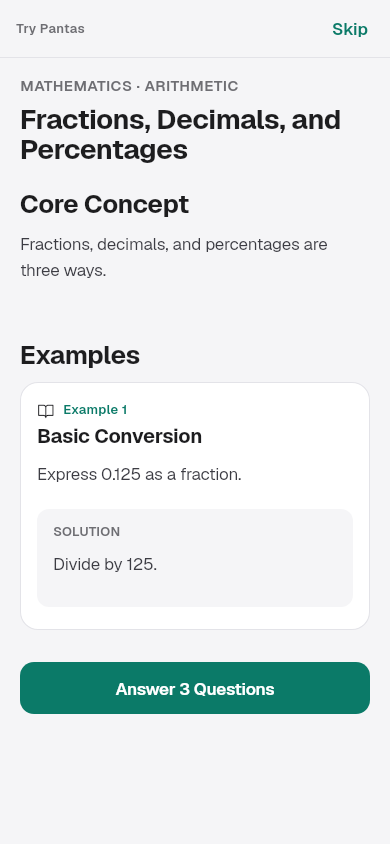 Try Pantas
Skip
MATHEMATICS · ARITHMETIC
Fractions, Decimals, and
Percentages
Core Concept
Fractions, decimals, and percentages are
three ways.
Examples
Example 1
Basic Conversion
Express 0.125 as a fraction.
SOLUTION
Divide by 125.
Answer 3 Questions